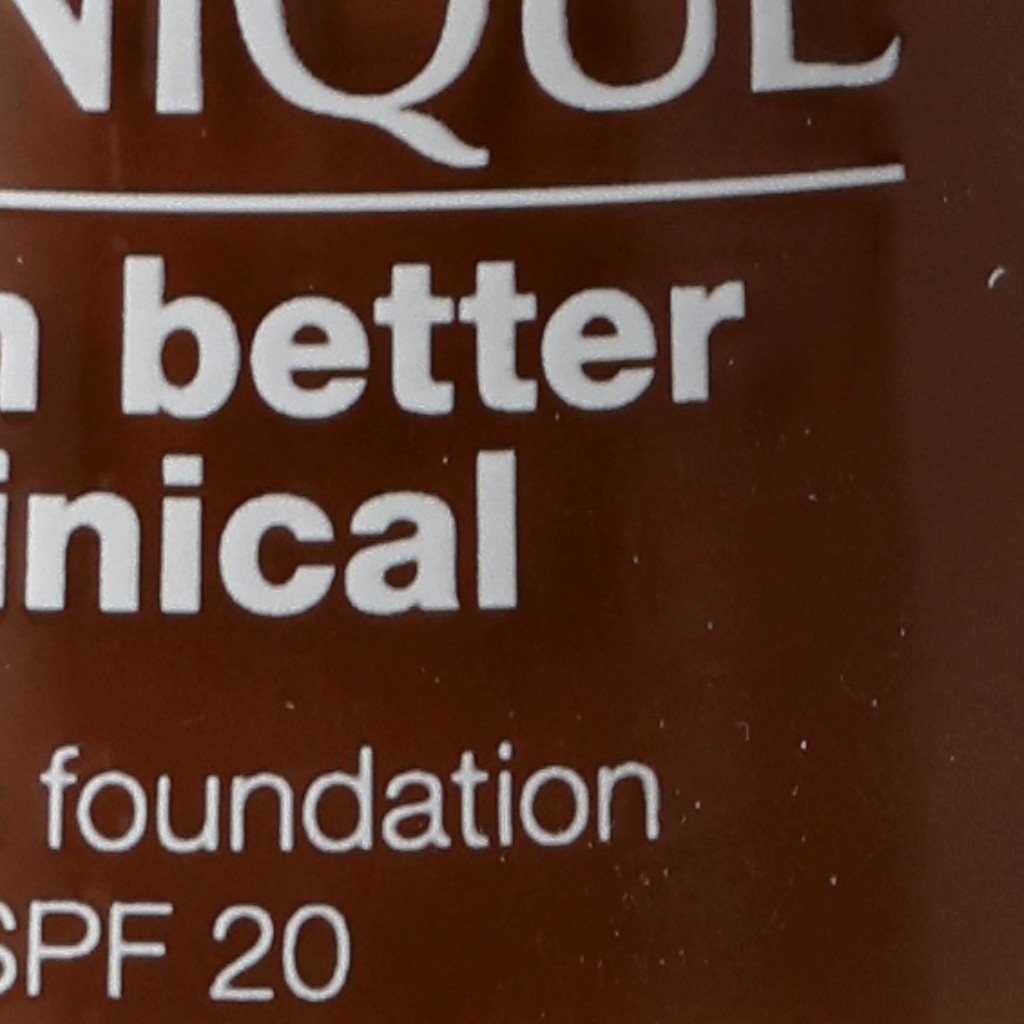 NIQUE
n better
inical
foundation
SPF 20